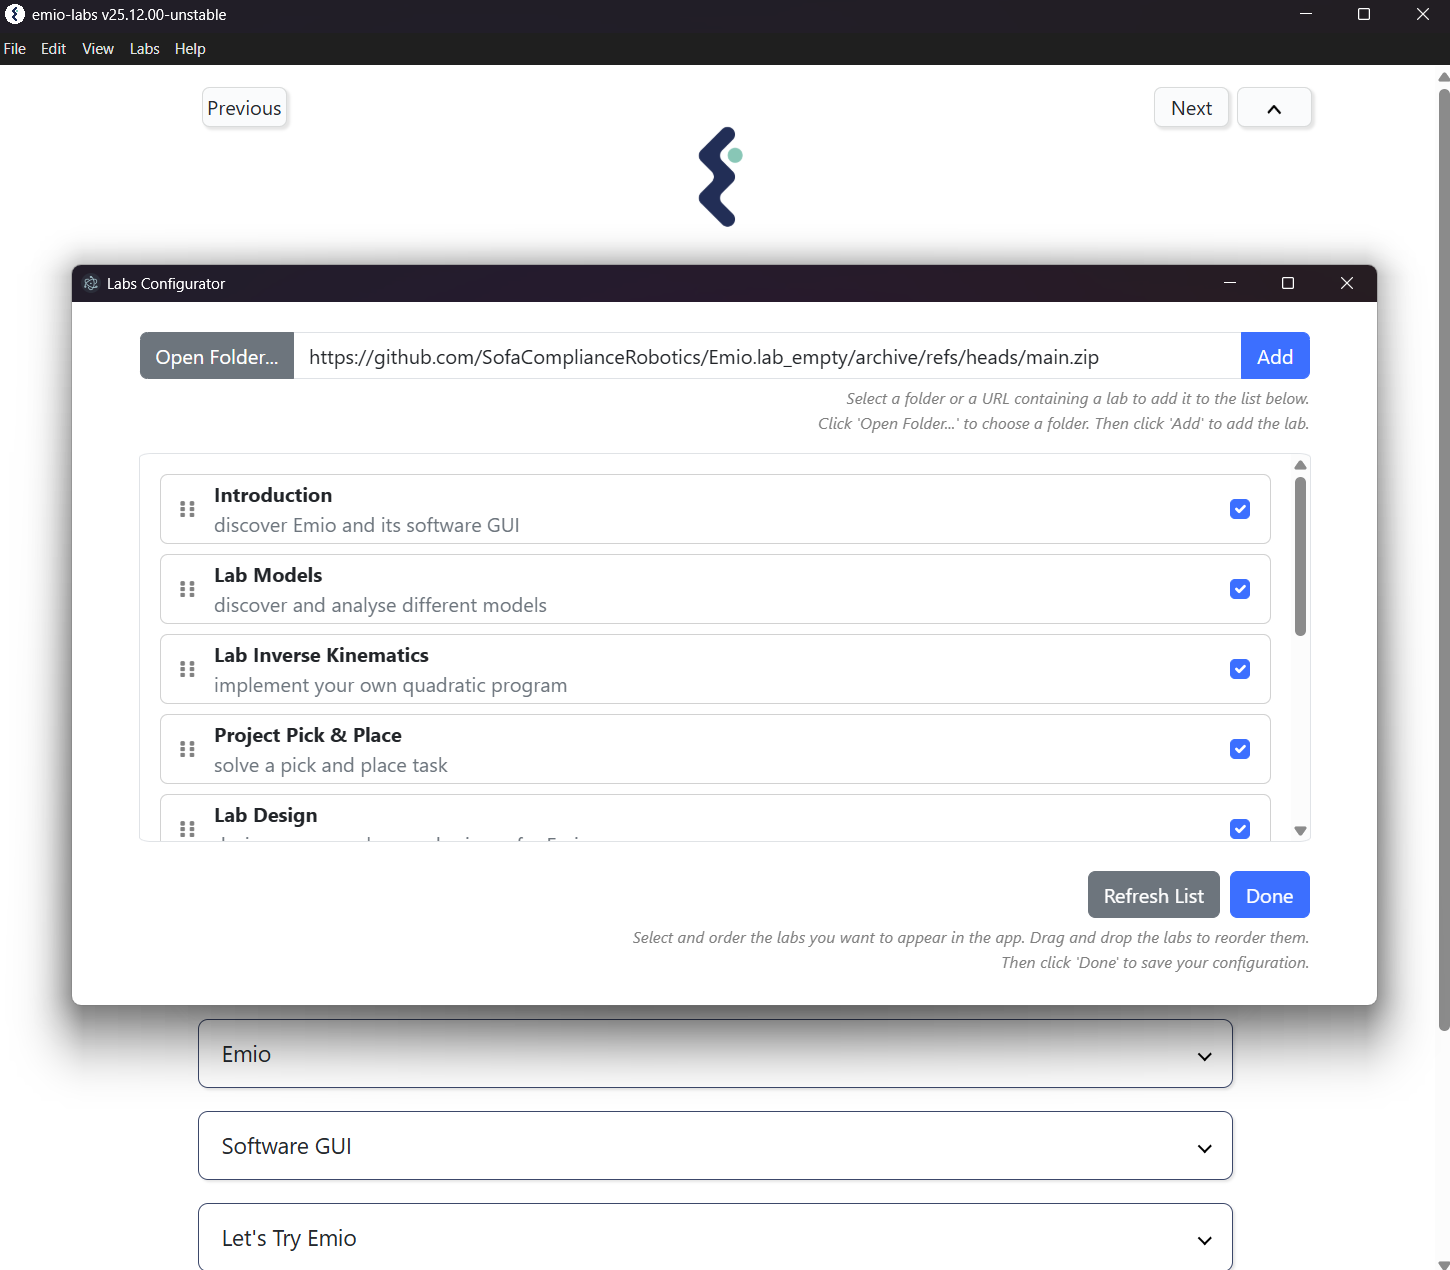 emio-labs v25.12.00-unstable
File Edit View Labs Help
Previous
Next
Labs Configurator
Open Folder... https://github.com/SofaComplianceRobotics/Emio.lab_empty/archive/refs/heads/main.zip Add
Select a folder or a URL containing a lab to add it to the list below.
Click 'Open Folder...' to choose a folder. Then click 'Add' to add the lab.
Introduction
discover Emio and its software GUI
Lab Models
discover and analyse different models
Lab Inverse Kinematics
implement your own quadratic program
Project Pick & Place
solve a pick and place task
Lab Design
Refresh List Done
Select and order the labs you want to appear in the app. Drag and drop the labs to reorder them.
Then click 'Done' to save your configuration.
Emio
Software GUI
Let's Try Emio